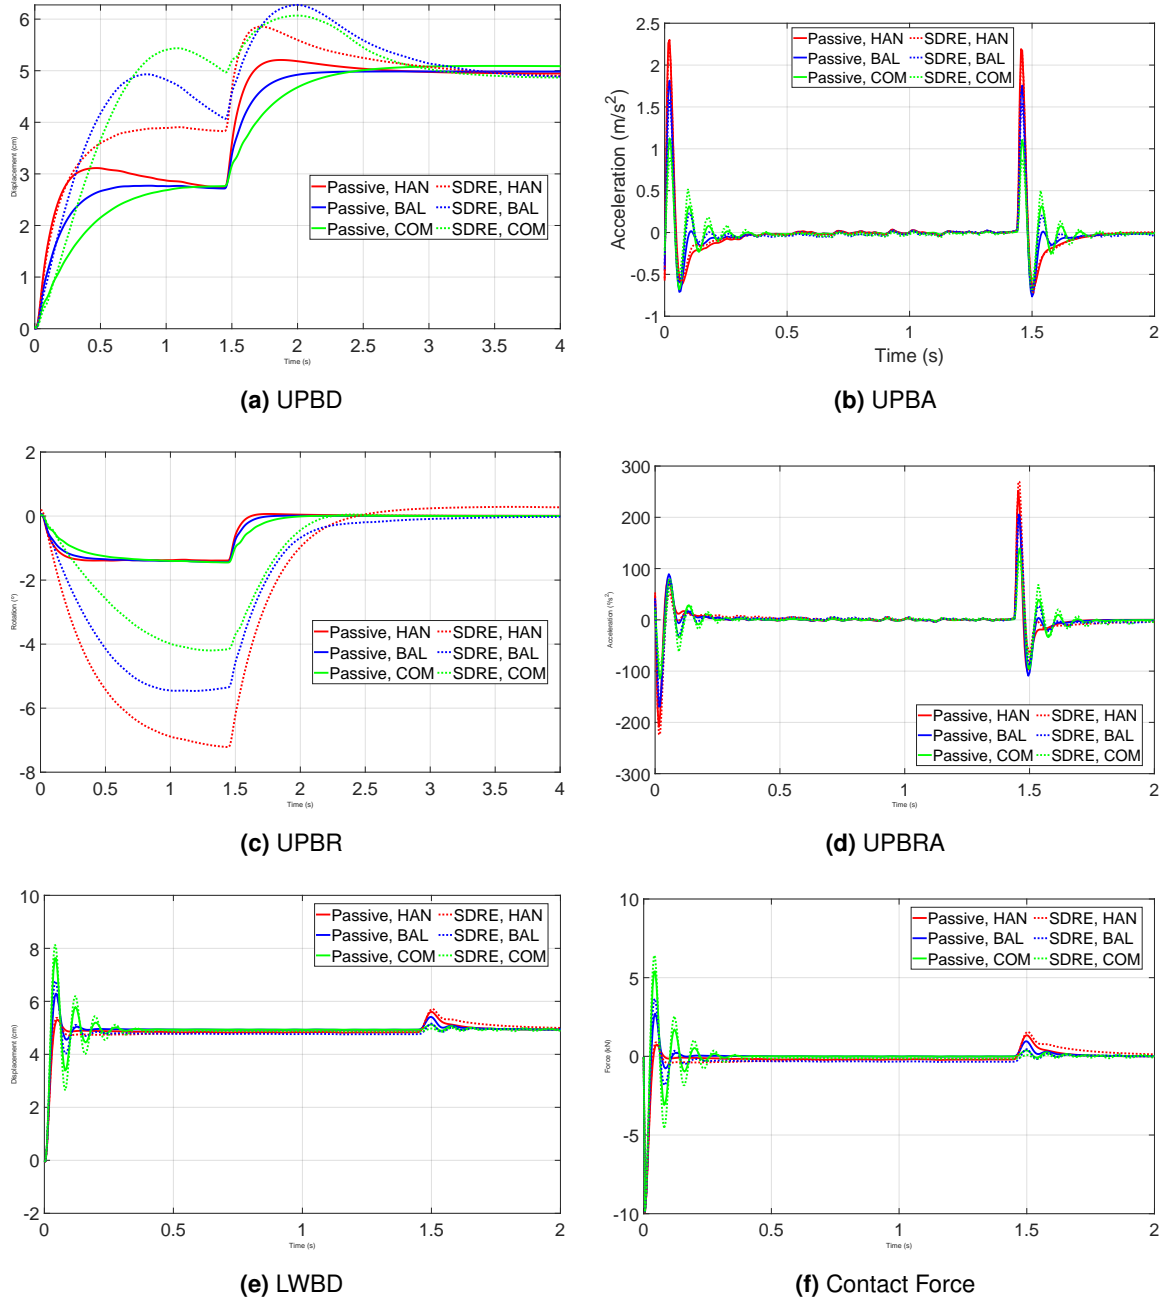 6
5
4
3
2
1
0
Displacement (cm)
Passive, HAN SDRE, HAN
Passive, BAL SDRE, BAL
Passive, COM SDRE, COM
0 0.5 1 1.5 2 2.5 3 3.5 4
Time (s)
(a) UPBD
2.5
2
1.5
1
0.5
0
-0.5
-1
Acceleration (m/s²)
Passive, HAN SDRE, HAN
Passive, BAL SDRE, BAL
Passive, COM SDRE, COM
0 0.5 1 1.5 2
Time (s)
(b) UPBA
2
0
-2
-4
-6
-8
Rotation (º)
Passive, HAN SDRE, HAN
Passive, BAL SDRE, BAL
Passive, COM SDRE, COM
0 0.5 1 1.5 2 2.5 3 3.5 4
Time (s)
(c) UPBR
300
200
100
0
-100
-200
-300
Acceleration (º/s²)
Passive, HAN SDRE, HAN
Passive, BAL SDRE, BAL
Passive, COM SDRE, COM
0 0.5 1 1.5 2
Time (s)
(d) UPBRA
10
8
6
4
2
0
-2
Displacement (cm)
Passive, HAN SDRE, HAN
Passive, BAL SDRE, BAL
Passive, COM SDRE, COM
0 0.5 1 1.5 2
Time (s)
(e) LWBD
10
5
0
-5
-10
Force (kN)
Passive, HAN SDRE, HAN
Passive, BAL SDRE, BAL
Passive, COM SDRE, COM
0 0.5 1 1.5 2
Time (s)
(f) Contact Force